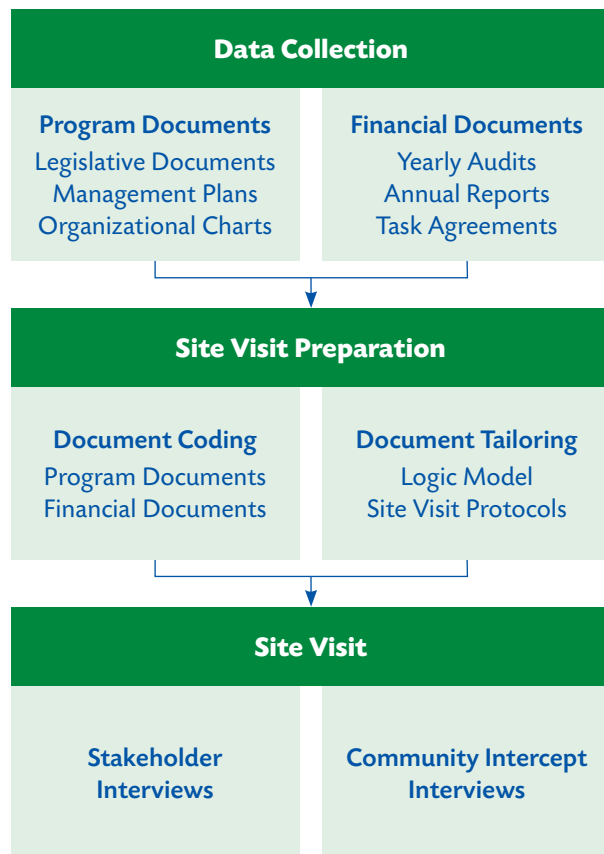 Data Collection
Program Documents
Legislative Documents
Management Plans
Organizational Charts
Financial Documents
Yearly Audits
Annual Reports
Task Agreements
Site Visit Preparation
Document Coding
Program Documents
Financial Documents
Document Tailoring
Logic Model
Site Visit Protocols
Site Visit
Stakeholder
Interviews
Community Intercept
Interviews